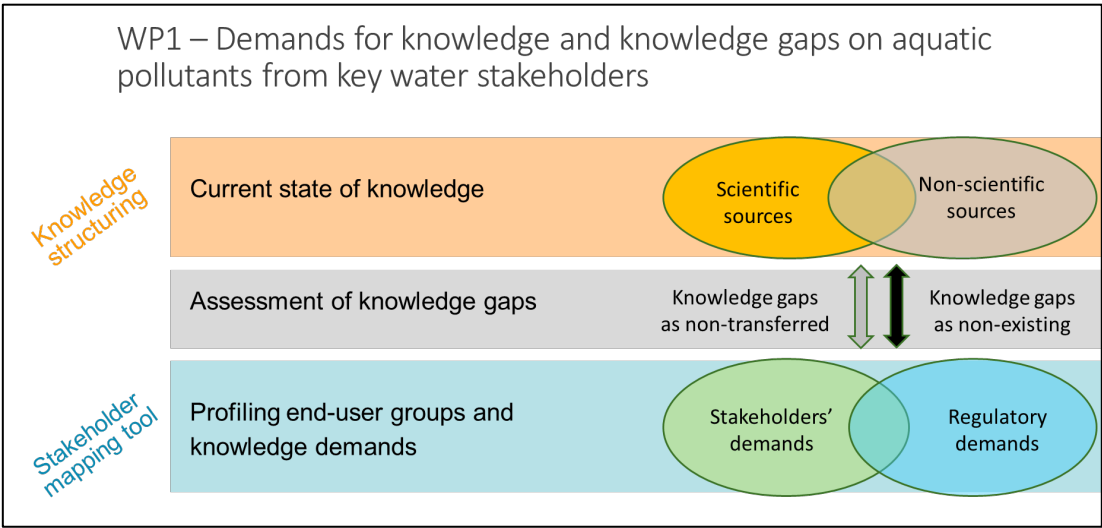 WP1 – Demands for knowledge and knowledge gaps on aquatic
pollutants from key water stakeholders
Knowledge
structuring
Current state of knowledge
Scientific
sources
Non-scientific
sources
Assessment of knowledge gaps
Knowledge gaps
as non-transferred
Knowledge gaps
as non-existing
Stakeholder
mapping tool
Profiling end-user groups and
knowledge demands
Stakeholders’
demands
Regulatory
demands